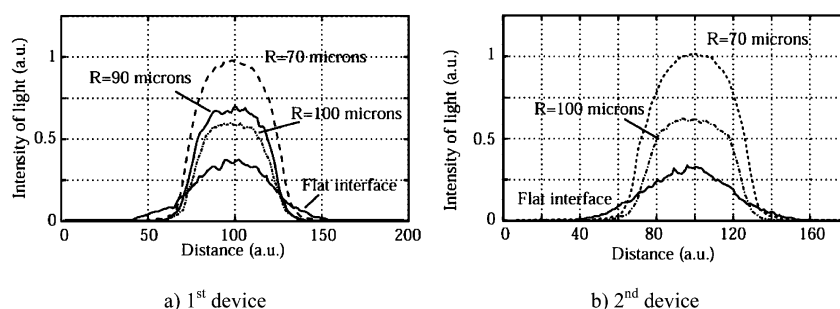 Intensity of light (a.u.)
1
0.5
0
R=70 microns
R=90 microns
R=100 microns
Flat interface
0 50 100 150 200
Distance (a.u.)
a) 1st device
Intensity of light (a.u.)
1
0.5
0
R=70 microns
R=100 microns
Flat interface
0 40 80 120 160
Distance (a.u.)
b) 2nd device